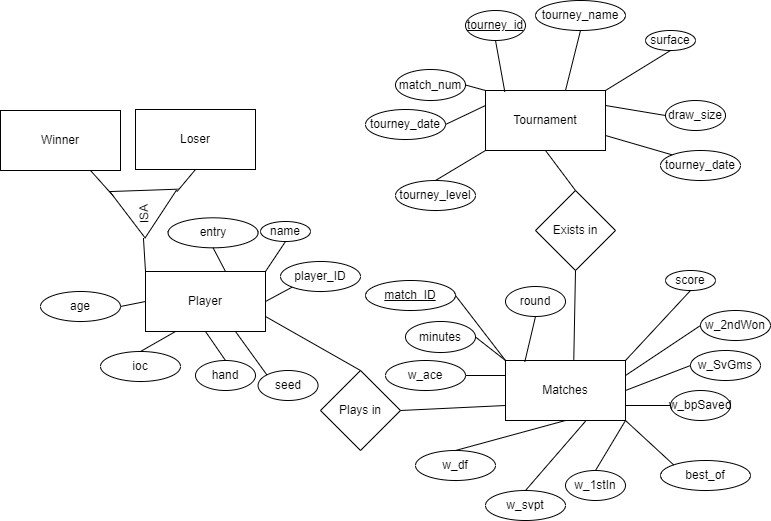 tourney_id
tourney_name
surface
match_num
tourney_date
Tournament
draw_size
tourney_date
tourney_level
Winner
Loser
ISA
entry
name
Exists in
player_ID
age
Player
match_ID
round
score
minutes
w_2ndWon
ioc
hand
seed
w_ace
w_SvGms
Matches
w_bpSaved
Plays in
w_df
w_svpt
w_1stIn
best_of